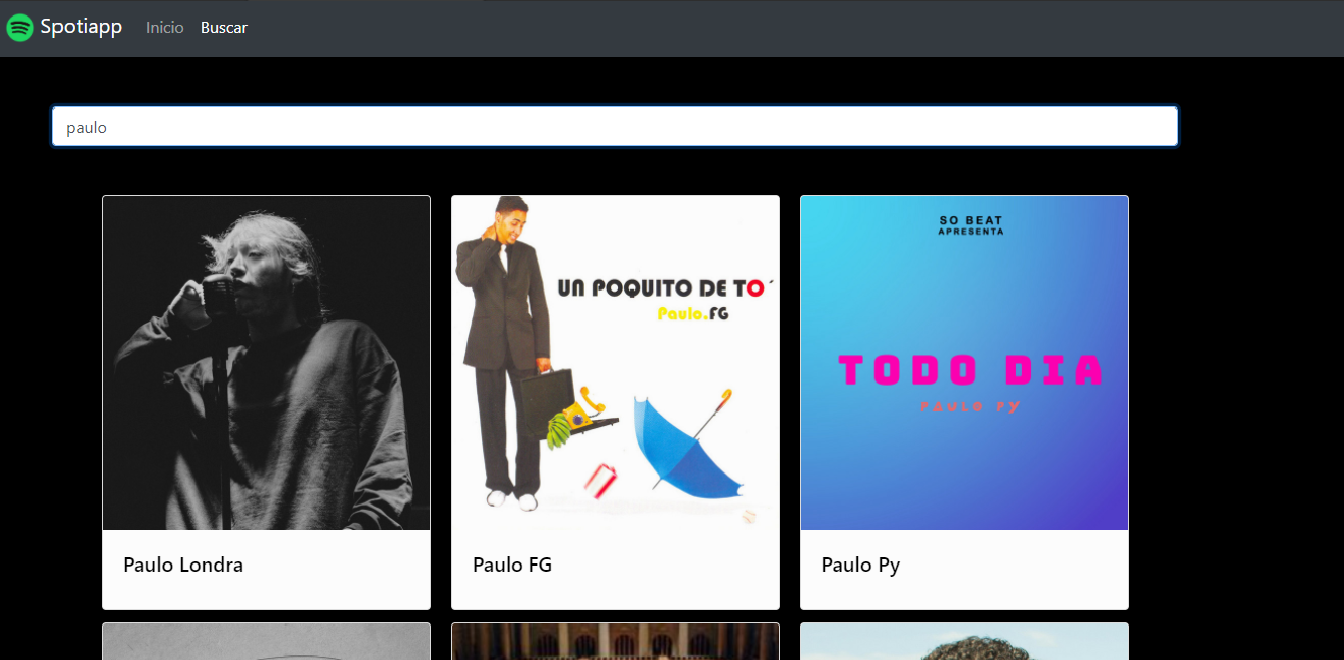 Spotiapp Inicio Buscar
paulo
UN POQUITO DE TO´
Paulo.FG
SO BEAT
APRESENTA
TODO DIA
PAULO PY
Paulo Londra
Paulo FG
Paulo Py